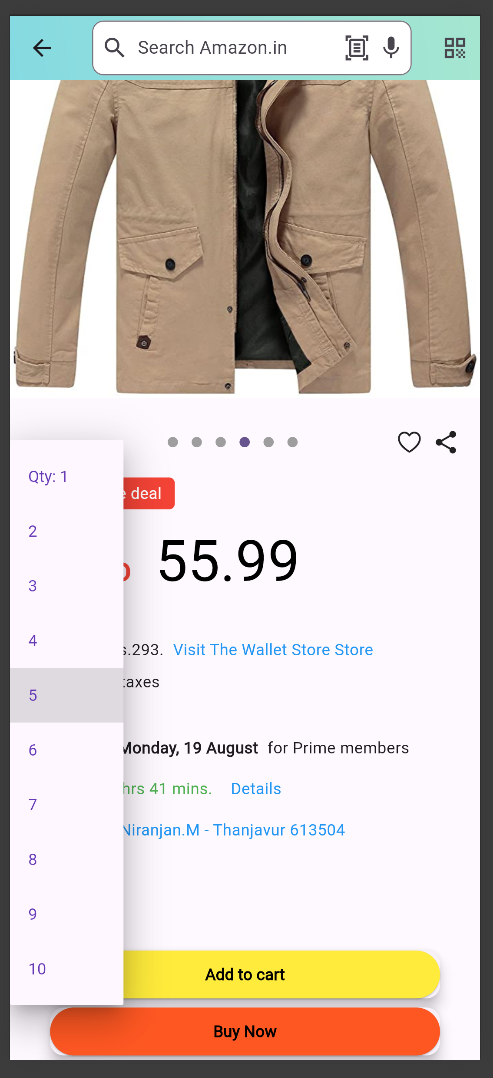 Search Amazon.in
Qty: 1
2
3
4
5
6
7
8
9
10
deal
55.99
s.293. Visit The Wallet Store Store
taxes
Monday, 19 August for Prime members
hrs 41 mins. Details
Niranjan.M - Thanjavur 613504
Add to cart
Buy Now